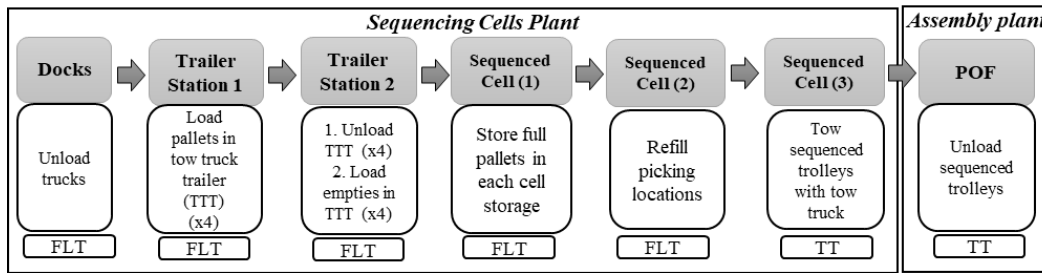 Sequencing Cells Plant
Assembly plant
Docks
Trailer
Station 1
Trailer
Station 2
Sequenced
Cell (1)
Sequenced
Cell (2)
Sequenced
Cell (3)
POF
Unload
trucks
Load
pallets in
tow truck
trailer
(TTT)
(x4)
1. Unload
TTT (x4)
2. Load
empties in
TTT (x4)
Store full
pallets in
each cell
storage
Refill
picking
locations
Tow
sequenced
trolleys
with tow
truck
Unload
sequenced
trolleys
FLT
FLT
FLT
FLT
FLT
TT
TT